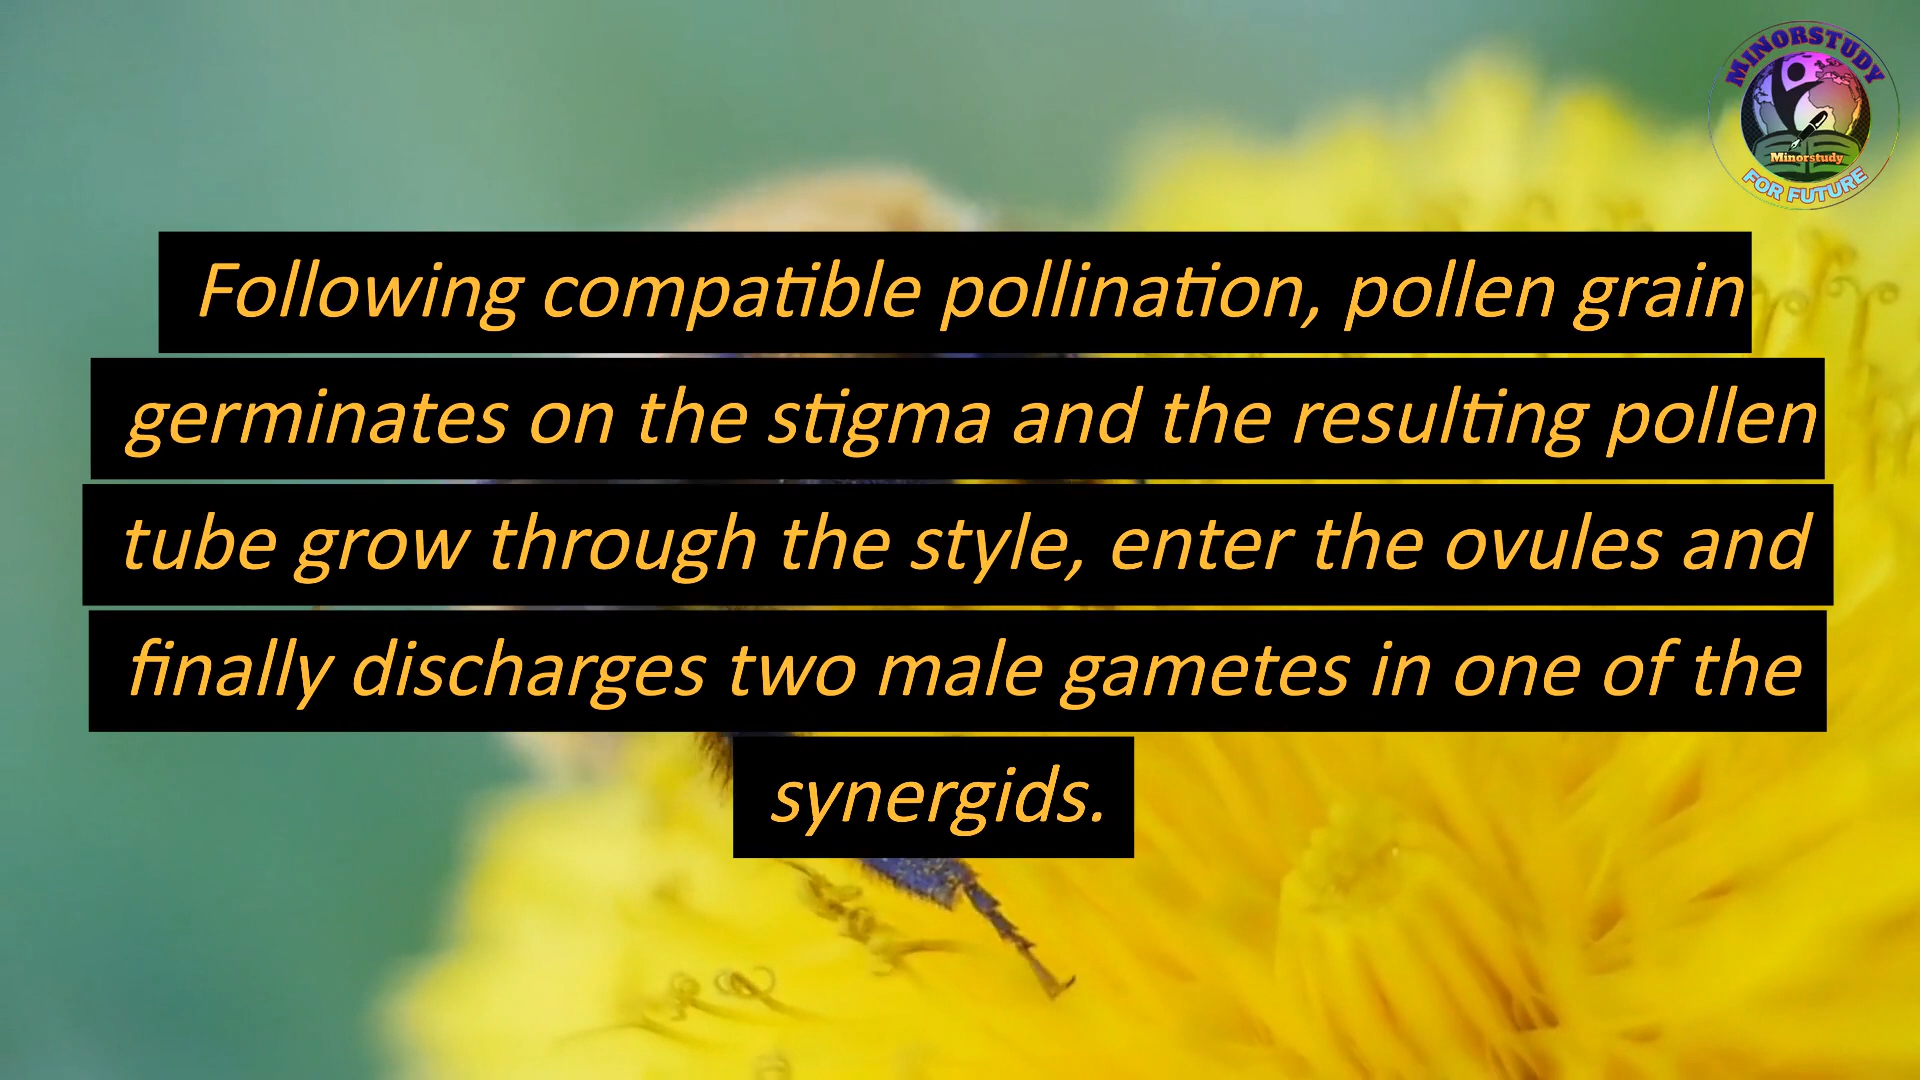 MINORSTUDY
Minorstudy
FOR FUTURE
Following compatible pollination, pollen grain
germinates on the stigma and the resulting pollen
tube grow through the style, enter the ovules and
finally discharges two male gametes in one of the
synergids.